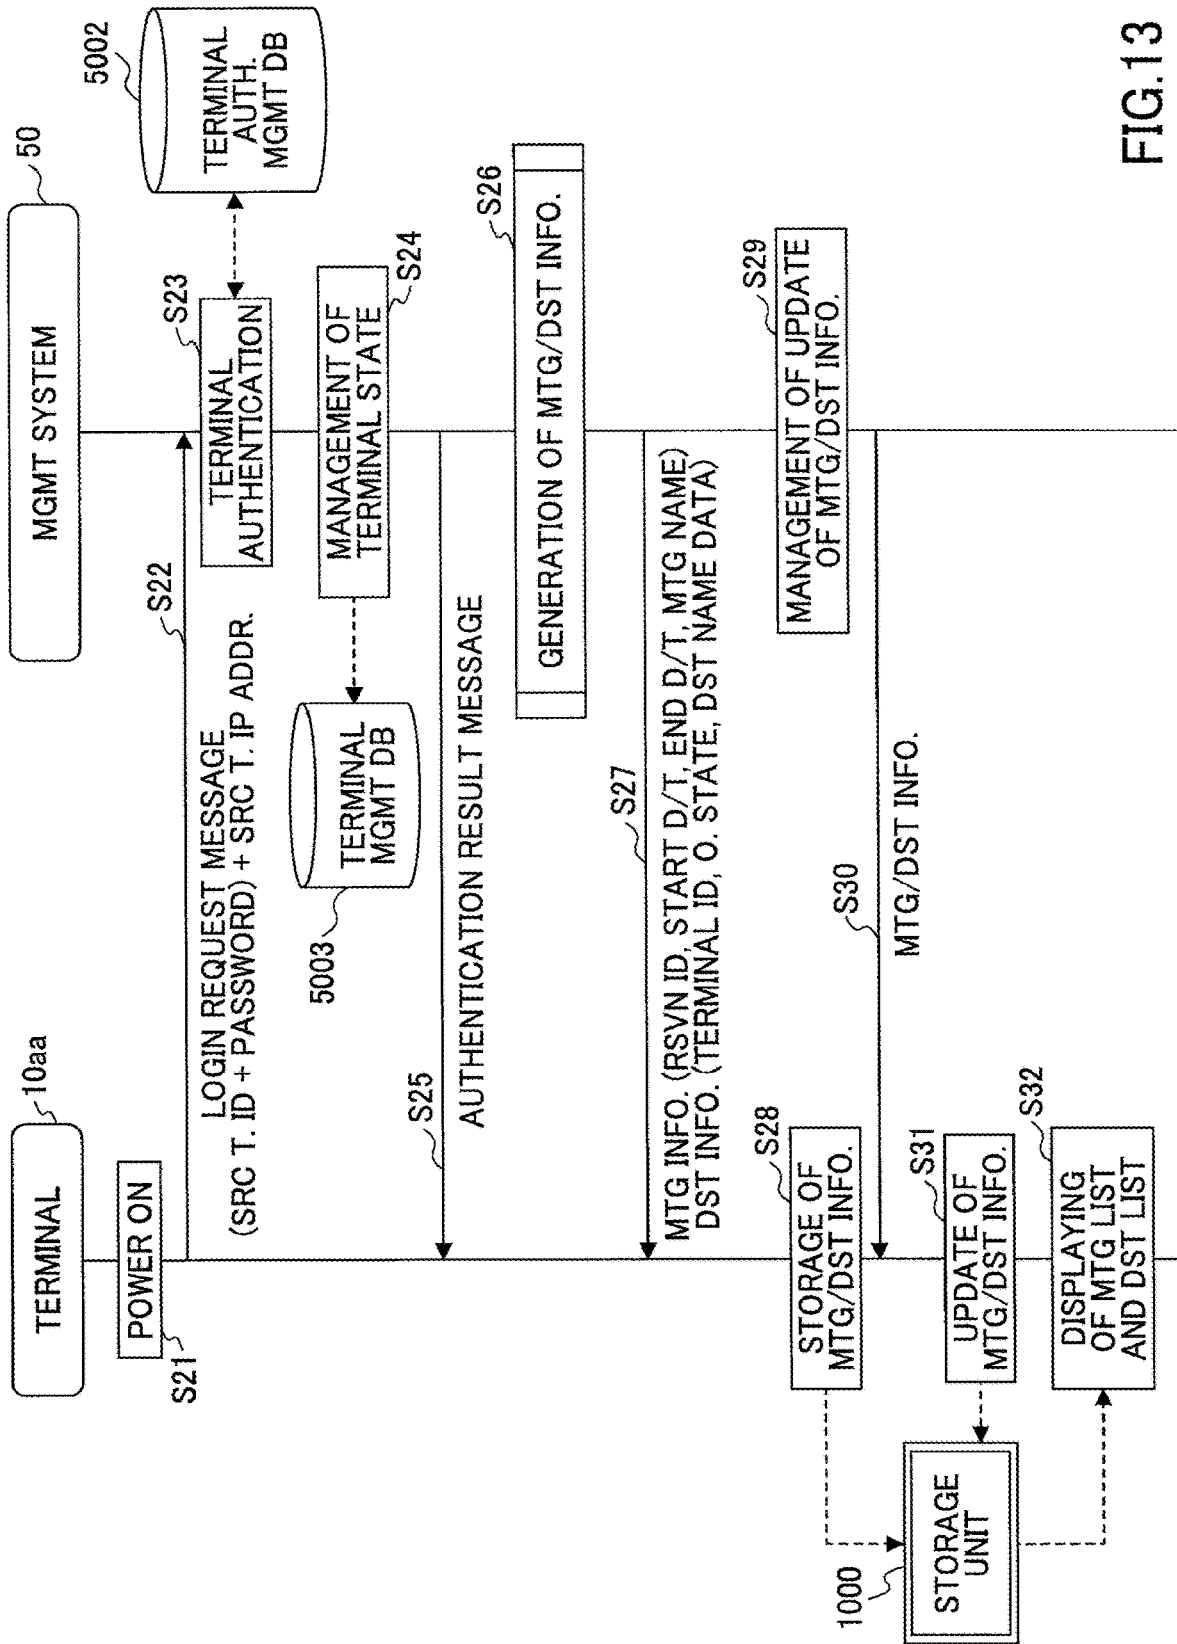 TERMINAL
10aa
MGMT SYSTEM
50
POWER ON
S21
S22
LOGIN REQUEST MESSAGE
(SRC T. ID + PASSWORD) + SRC T. IP ADDR.
S23
TERMINAL
AUTHENTICATION
5002
TERMINAL
AUTH.
MGMT DB
S24
MANAGEMENT OF
TERMINAL STATE
5003
TERMINAL
MGMT DB
S25
AUTHENTICATION RESULT MESSAGE
S26
GENERATION OF MTG/DST INFO.
S27
MTG INFO. (RSVN ID, START D/T, END D/T, MTG NAME)
DST INFO. (TERMINAL ID, O. STATE, DST NAME DATA)
S28
STORAGE OF
MTG/DST INFO.
S29
MANAGEMENT OF UPDATE
OF MTG/DST INFO.
S30
MTG/DST INFO.
S31
UPDATE OF
MTG/DST INFO.
1000
STORAGE
UNIT
S32
DISPLAYING
OF MTG LIST
AND DST LIST
FIG.13